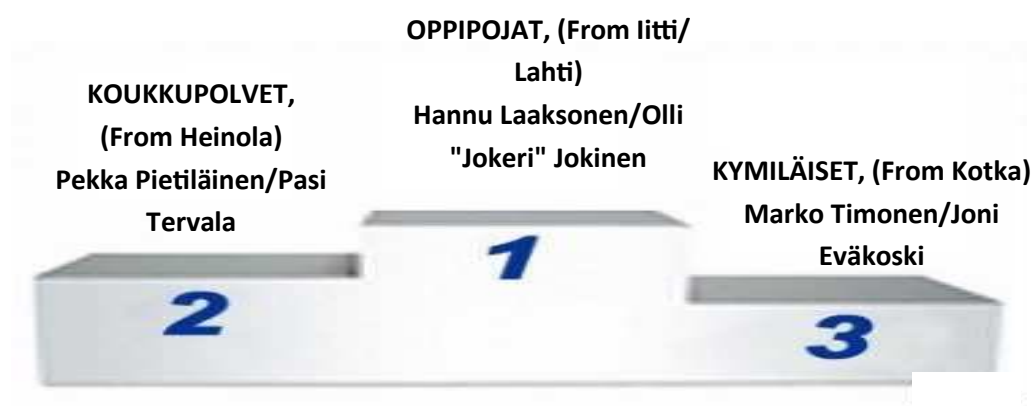 OPPIPOJAT, (From Iitti/
Lahti)
Hannu Laaksonen/Olli
"Jokeri" Jokinen
KOUKKUPOLVET,
(From Heinola)
Pekka Pietiläinen/Pasi
Tervala
KYMILÄISET, (From Kotka)
Marko Timonen/Joni
Eväkoski
1
2
3